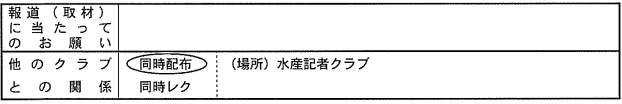 報道（取材）
に当たって
のお願い
他のクラブ 同時配布 （場所）水産記者クラブ
との関係 同時レク